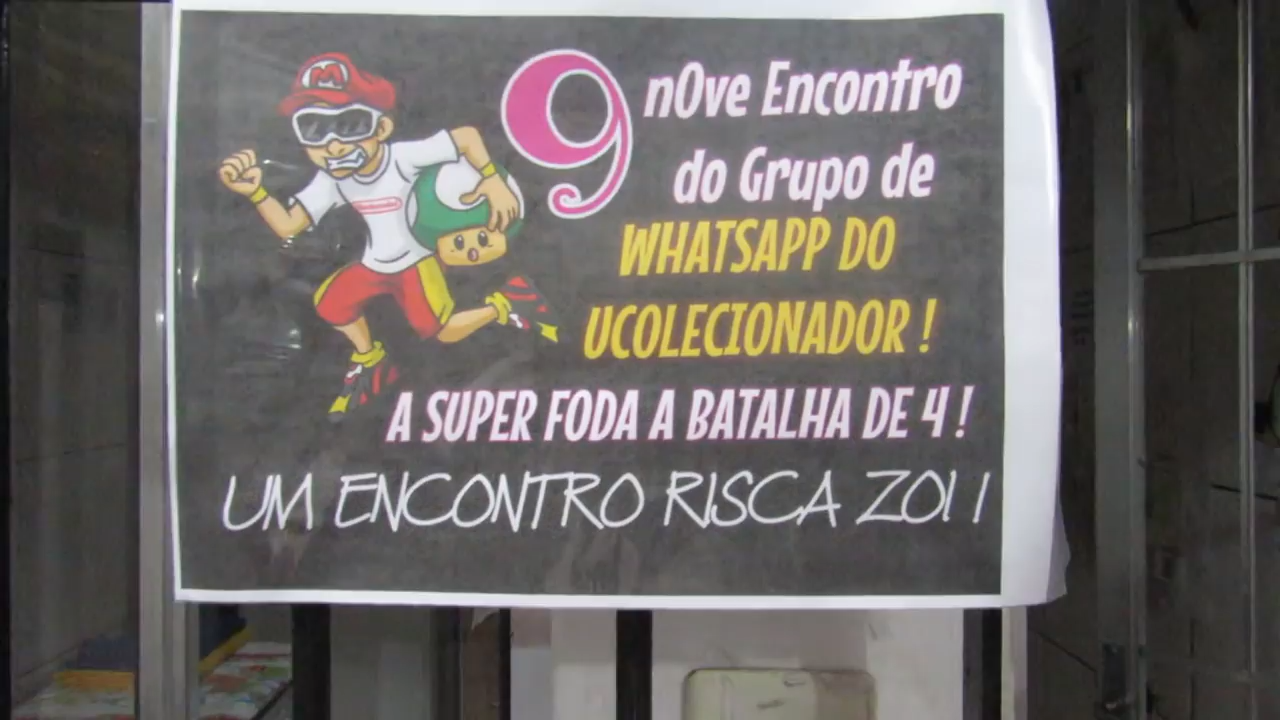 9 nOve Encontro
do Grupo de
WHATSAPP DO
UCOLECIONADOR !
A SUPER FODA A BATALHA DE 4 !
UM ENCONTRO RISCA ZOI !
M